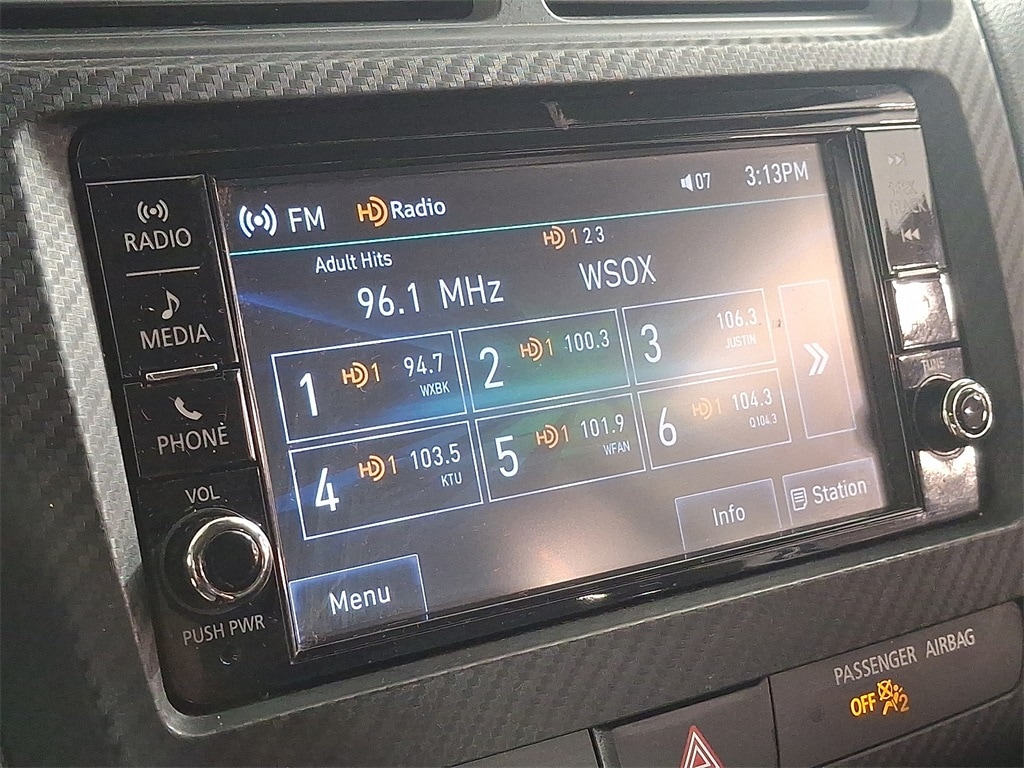 RADIO
MEDIA
PHONE
VOL
PUSH PWR
FM HD Radio 07 3:13PM
Adult Hits HD 1 2 3
96.1 MHz WSOX
1 HD1 94.7
WXBK
2 HD1 100.3
3 106.3
JUSTIN
4 HD1 103.5
KTU
5 HD1 101.9
WFAN
6 HD1 104.3
Q104.3
Info
Station
Menu
TUNE
PASSENGER AIRBAG
OFF 2